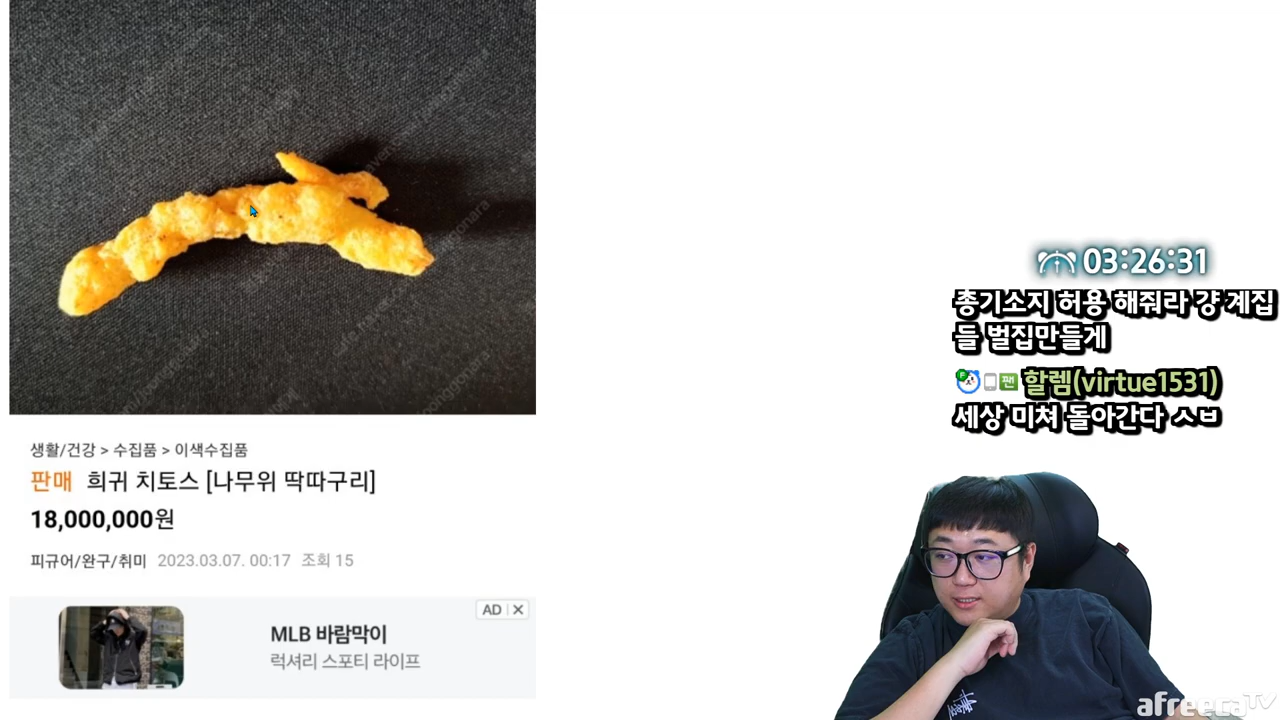 생활/건강 > 수집품 > 이색수집품
판매 희귀 치토스 [나무위 딱따구리]
18,000,000원
피규어/완구/취미 2023.03.07. 00:17 조회 15
AD
MLB 바람막이
럭셔리 스포티 라이프
03:26:31
총기소지 허용 해줘라 걍 계집
들 벌집만들게
F 팬 할렘(virtue1531)
세상 미쳐 돌아간다 ㅅㅂ
afreecaTV